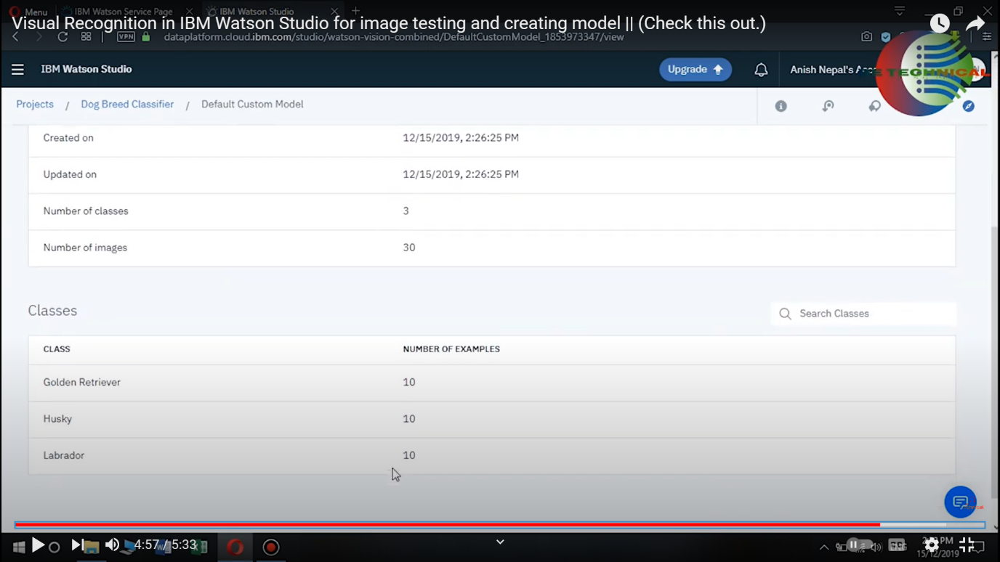 Menu IBM Watson Service Page IBM Watson Studio
Visual Recognition in IBM Watson Studio for image testing and creating model || (Check this out.)
VPN dataplatform.cloud.ibm.com/studio/watson-vision-combined/DefaultCustomModel_1853973347/view
IBM Watson Studio Upgrade Anish Nepal's
TECHNICAL
Projects / Dog Breed Classifier / Default Custom Model
Created on 12/15/2019, 2:26:25 PM
Updated on 12/15/2019, 2:26:25 PM
Number of classes 3
Number of images 30
Classes
Search Classes
CLASS NUMBER OF EXAMPLES
Golden Retriever 10
Husky 10
Labrador 10
4:57 / 5:33
ENG
PM
15/12/2019